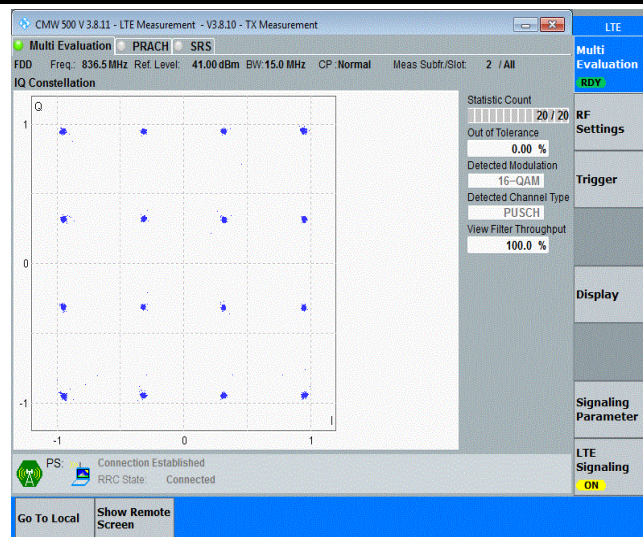 CMW 500 V 3.8.11 - LTE Measurement - V3.8.10 - TX Measurement
LTE
Multi Evaluation PRACH SRS
Multi
Evaluation
RDY
FDD Freq.: 836.5 MHz Ref. Level: 41.00 dBm BW: 15.0 MHz CP : Normal Meas Subfr./Slot: 2 / All
IQ Constellation
Q
1
0
-1
-1 0 1
I
Statistic Count
20 / 20
Out of Tolerance
0.00 %
Detected Modulation
16-QAM
Detected Channel Type
PUSCH
View Filter Throughput
100.0 %
RF
Settings
Trigger
Display
Signaling
Parameter
LTE
Signaling
ON
PS: Connection Established
RRC State: Connected
Go To Local
Show Remote
Screen